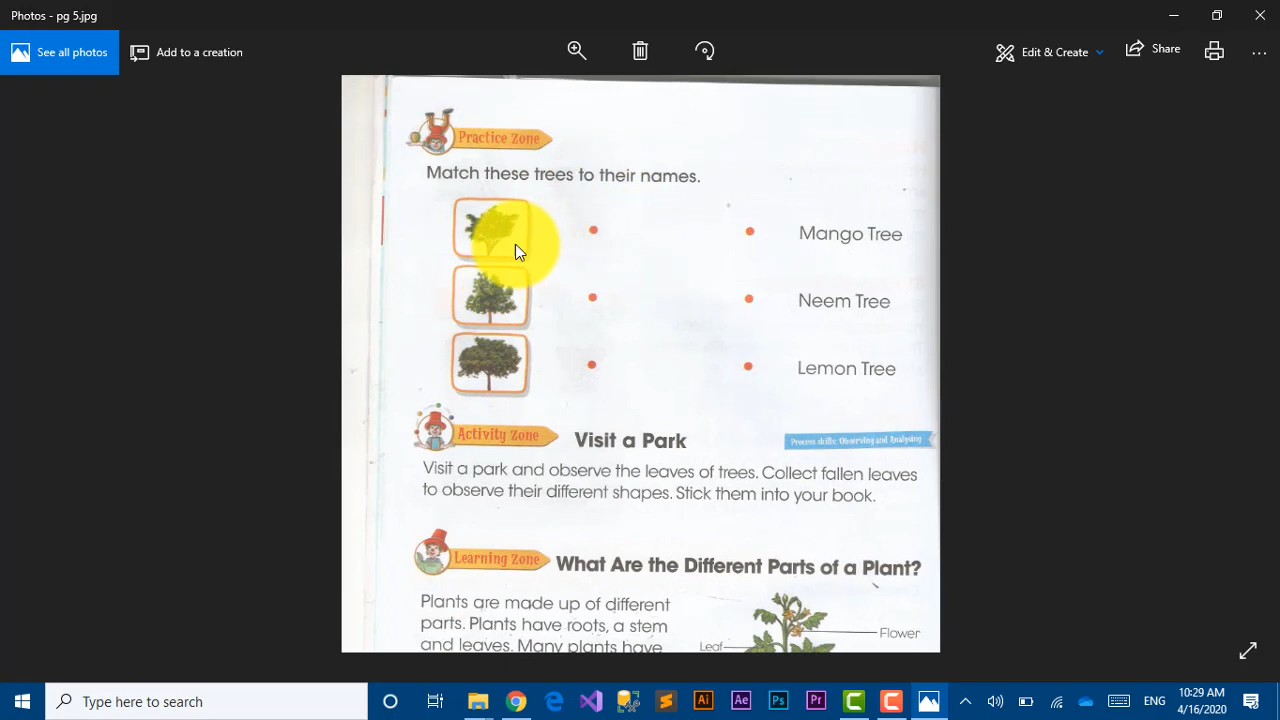 Photos - pg 5.jpg
See all photos
Add to a creation
Edit & Create
Share
Practice Zone
Match these trees to their names.
Mango Tree
Neem Tree
Lemon Tree
Activity Zone
Visit a Park
Process skills: Observing and Analysing
Visit a park and observe the leaves of trees. Collect fallen leaves
to observe their different shapes. Stick them into your book.
Learning Zone
What Are the Different Parts of a Plant?
Plants are made up of different
parts. Plants have roots, a stem
and leaves. Many plants have
Flower
Leaf
Type here to search
Ai
Ae
Ps
Pr
ENG
10:29 AM
4/16/2020